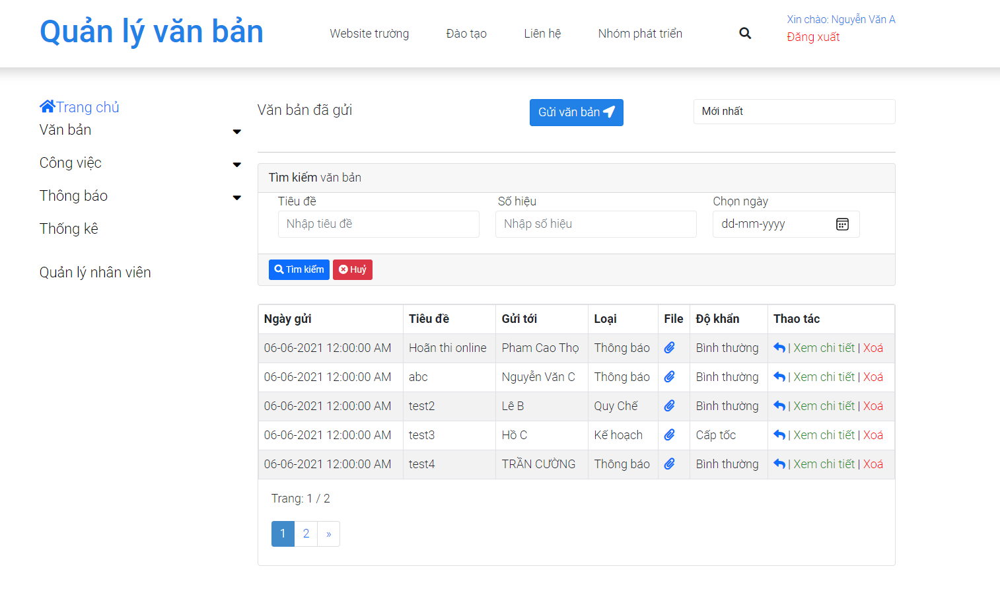 Quản lý văn bản
Website trường
Đào tạo
Liên hệ
Nhóm phát triển
Xin chào: Nguyễn Văn A
Đăng xuất
Trang chủ
Văn bản
Công việc
Thông báo
Thống kê
Quản lý nhân viên
Văn bản đã gửi
Gửi văn bản
Mới nhất
Tìm kiếm văn bản
Tiêu đề
Số hiệu
Chọn ngày
Nhập tiêu đề
Nhập số hiệu
dd-mm-yyyy
Tìm kiếm
Huỷ
Ngày gửi Tiêu đề Gửi tới Loại File Độ khẩn Thao tác
06-06-2021 12:00:00 AM Hoãn thi online Pham Cao Thọ Thông báo Bình thường | Xem chi tiết | Xoá
06-06-2021 12:00:00 AM abc Nguyễn Văn C Thông báo Bình thường | Xem chi tiết | Xoá
06-06-2021 12:00:00 AM test2 Lê B Quy Chế Bình thường | Xem chi tiết | Xoá
06-06-2021 12:00:00 AM test3 Hồ C Kế hoạch Cấp tốc | Xem chi tiết | Xoá
06-06-2021 12:00:00 AM test4 TRẦN CƯỜNG Thông báo Bình thường | Xem chi tiết | Xoá
Trang: 1 / 2
1 2 »